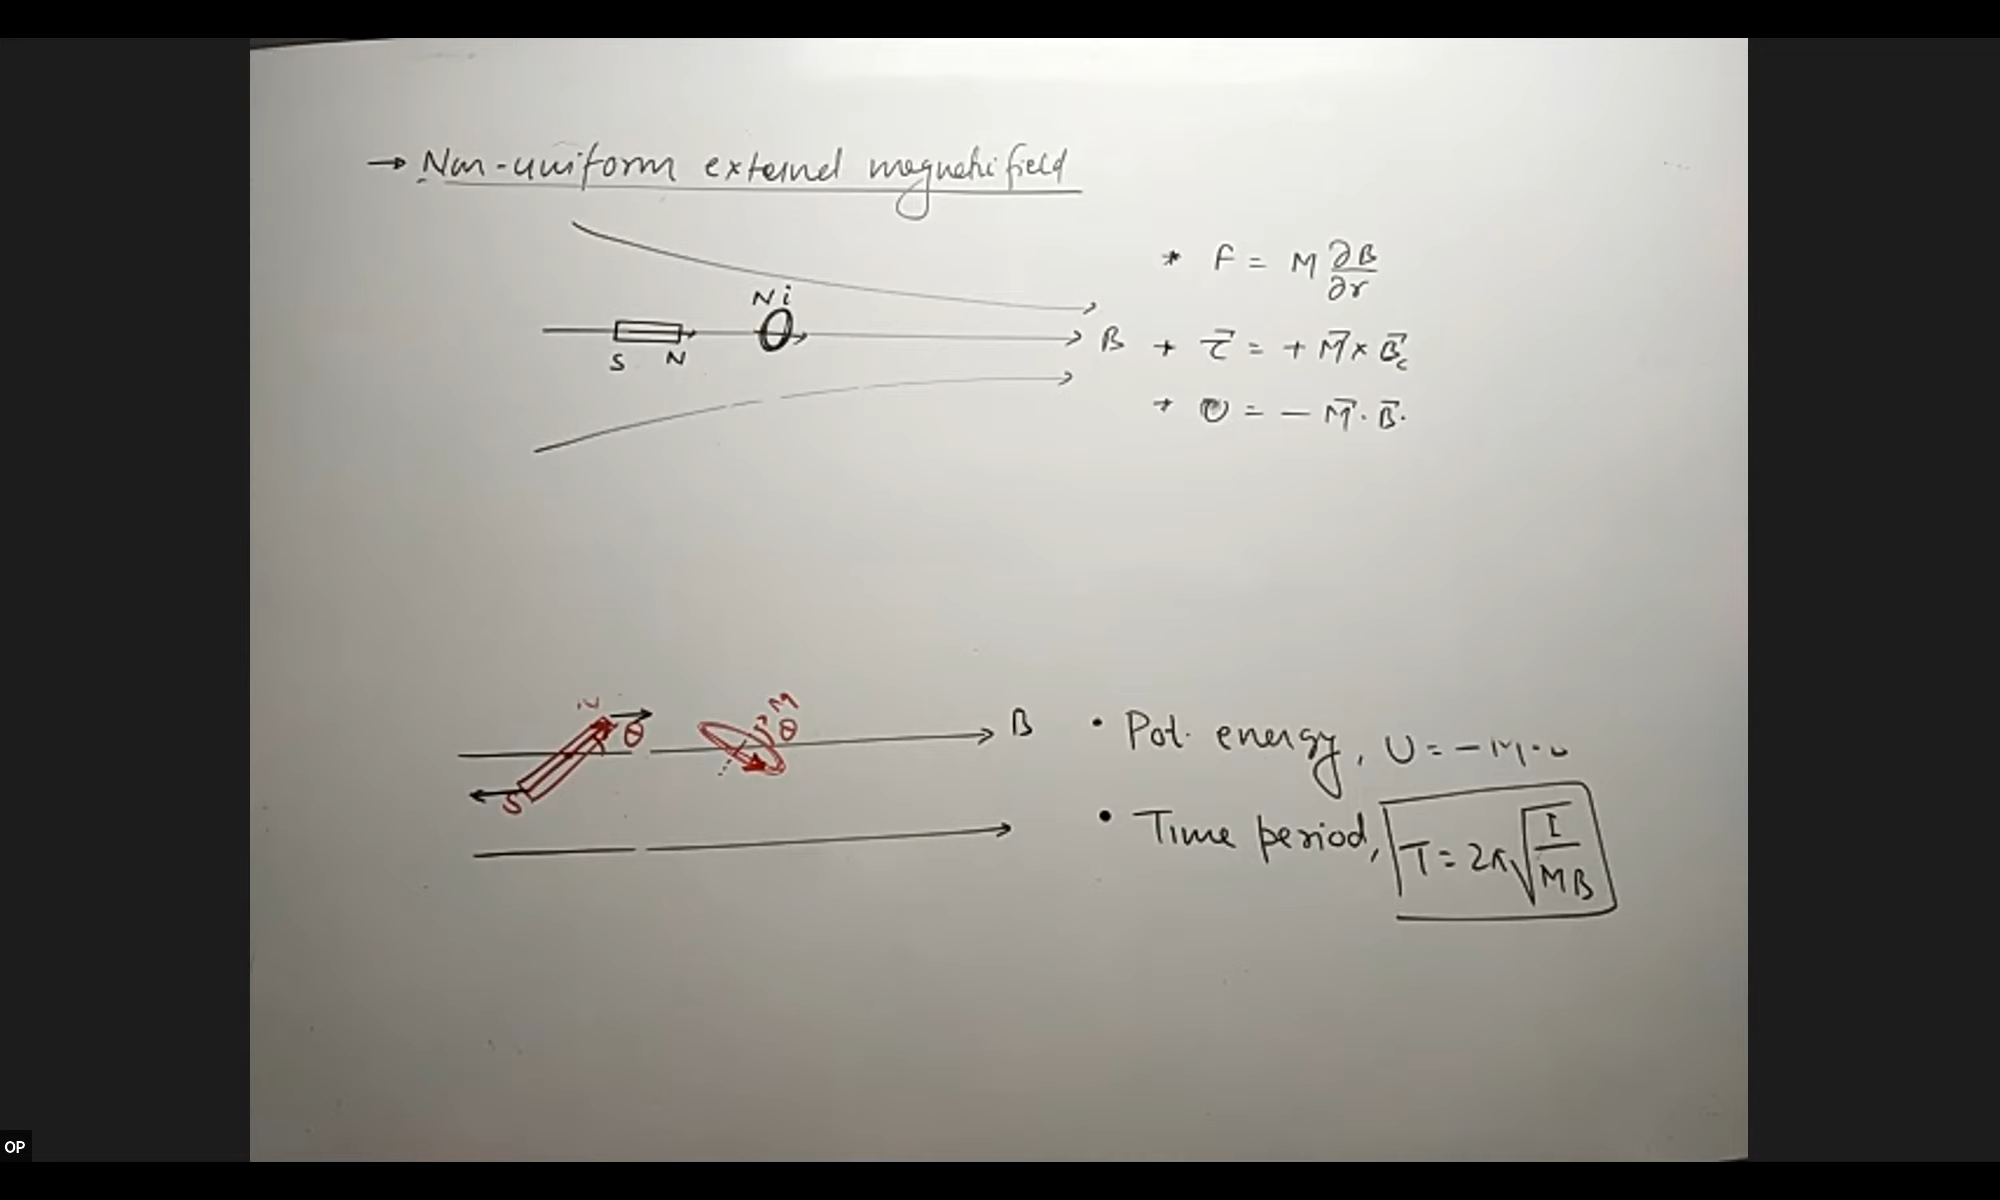 → Non-uniform external magnetic field
* F = M ∂B/∂r
N i
S N
B
+ τ⃗ = + M⃗ × B⃗c
+ U = − M⃗ · B⃗.
N θ
M θ
B
S
• Pot. energy, U = − M ·
• Time period, T = 2π√(I/MB)
OP